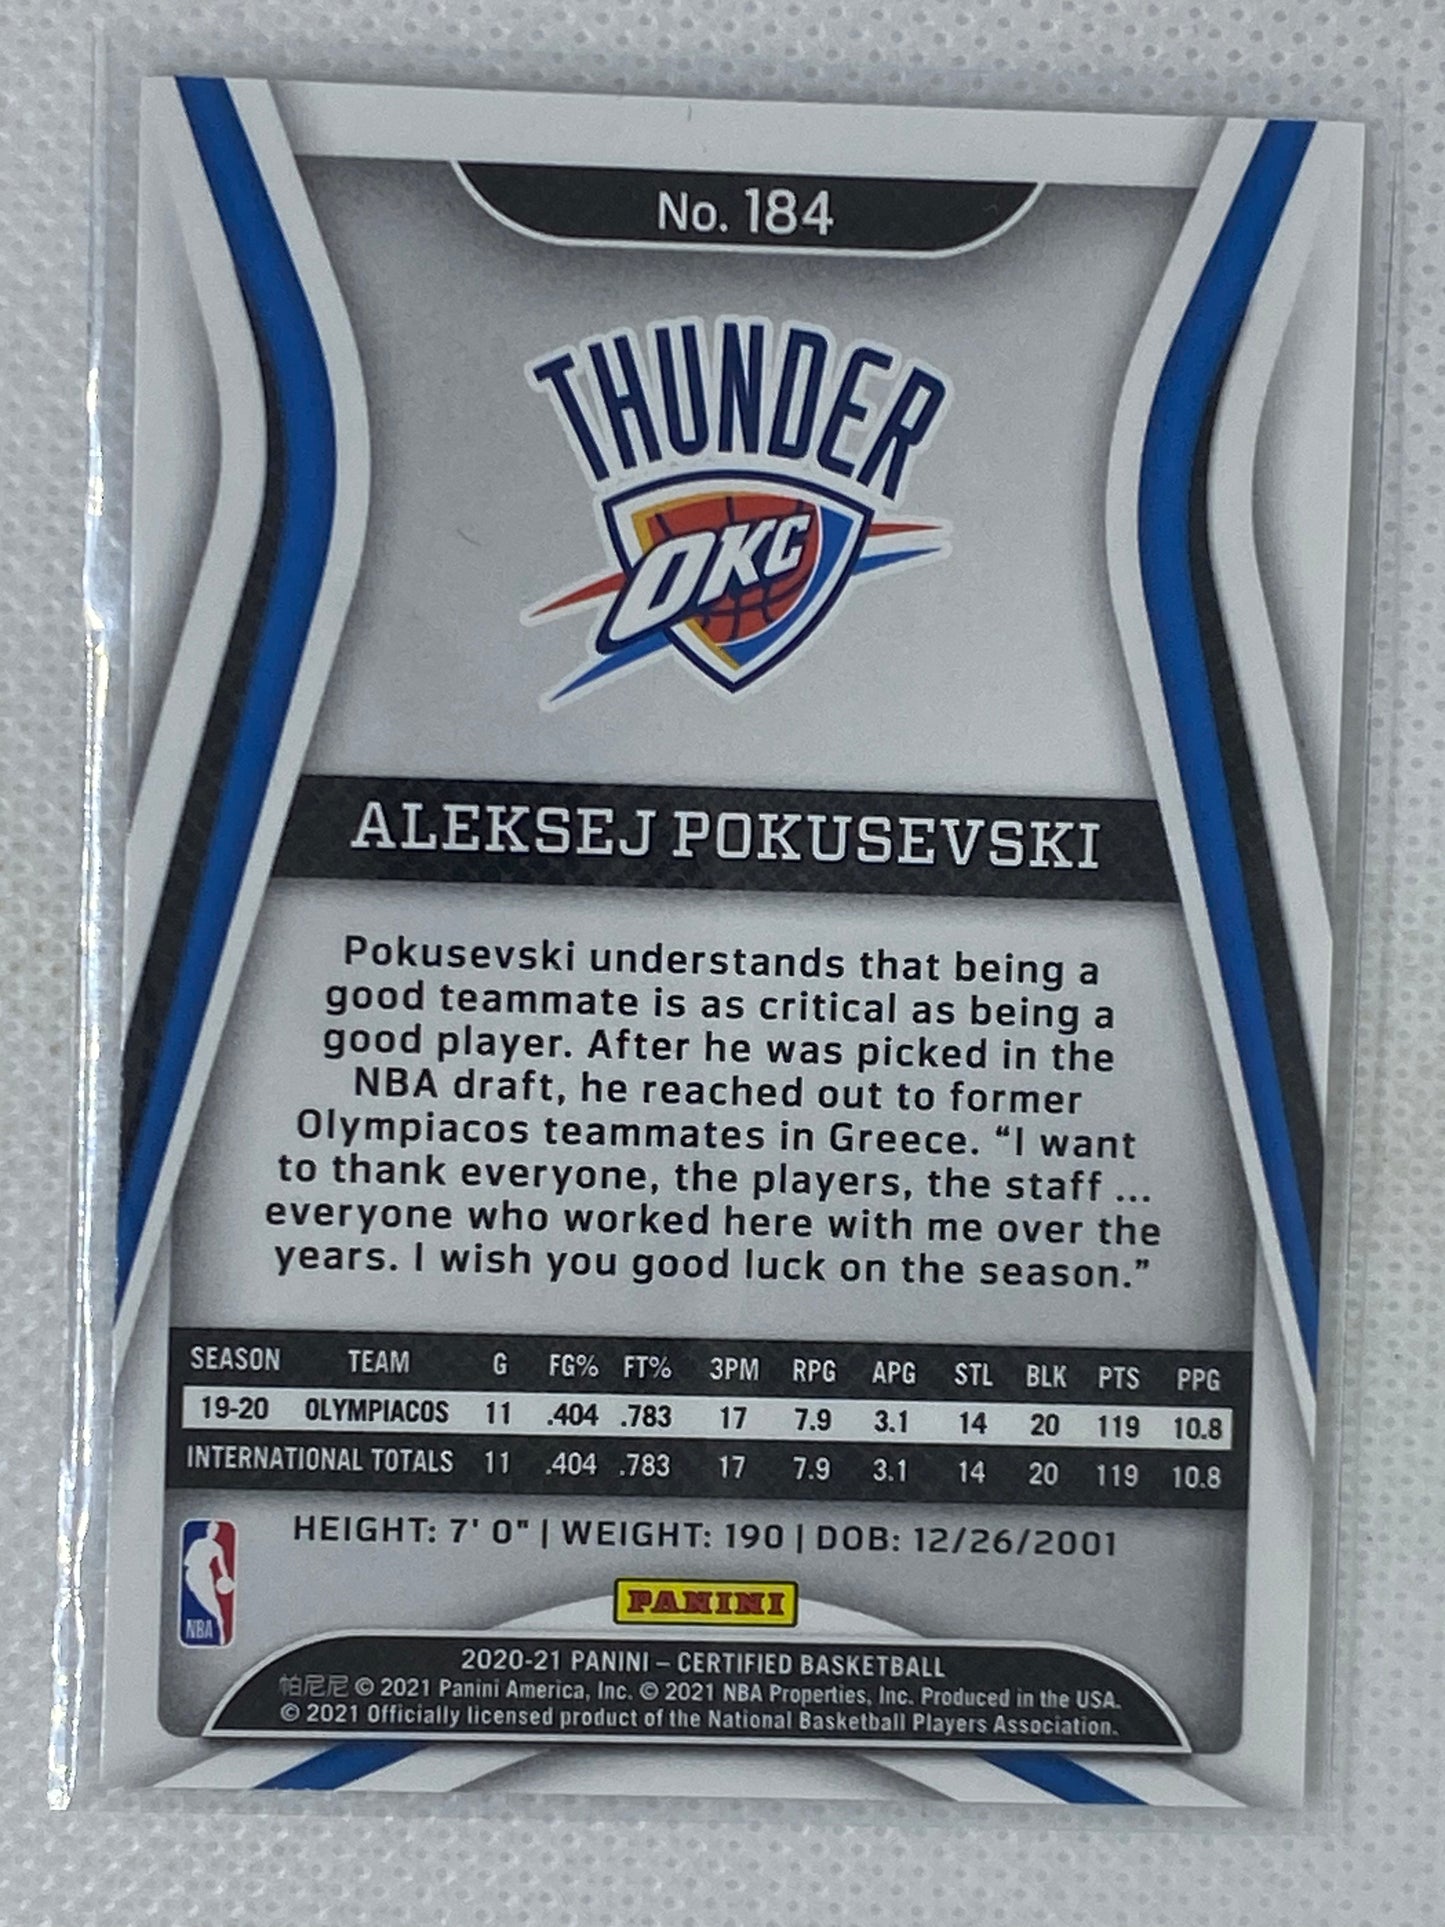 No. 184
THUNDER
OKC
ALEKSEJ POKUSEVSKI
Pokusevski understands that being a
good teammate is as critical as being a
good player. After he was picked in the
NBA draft, he reached out to former
Olympiacos teammates in Greece. “I want
to thank everyone, the players, the staff ...
everyone who worked here with me over the
years. I wish you good luck on the season.”
SEASON TEAM G FG% FT% 3PM RPG APG STL BLK PTS PPG
19-20 OLYMPIACOS 11 .404 .783 17 7.9 3.1 14 20 119 10.8
INTERNATIONAL TOTALS 11 .404 .783 17 7.9 3.1 14 20 119 10.8
HEIGHT: 7' 0" | WEIGHT: 190 | DOB: 12/26/2001
NBA
PANINI
2020-21 PANINI – CERTIFIED BASKETBALL
帕尼尼 © 2021 Panini America, Inc. © 2021 NBA Properties, Inc. Produced in the USA.
© 2021 Officially licensed product of the National Basketball Players Association.